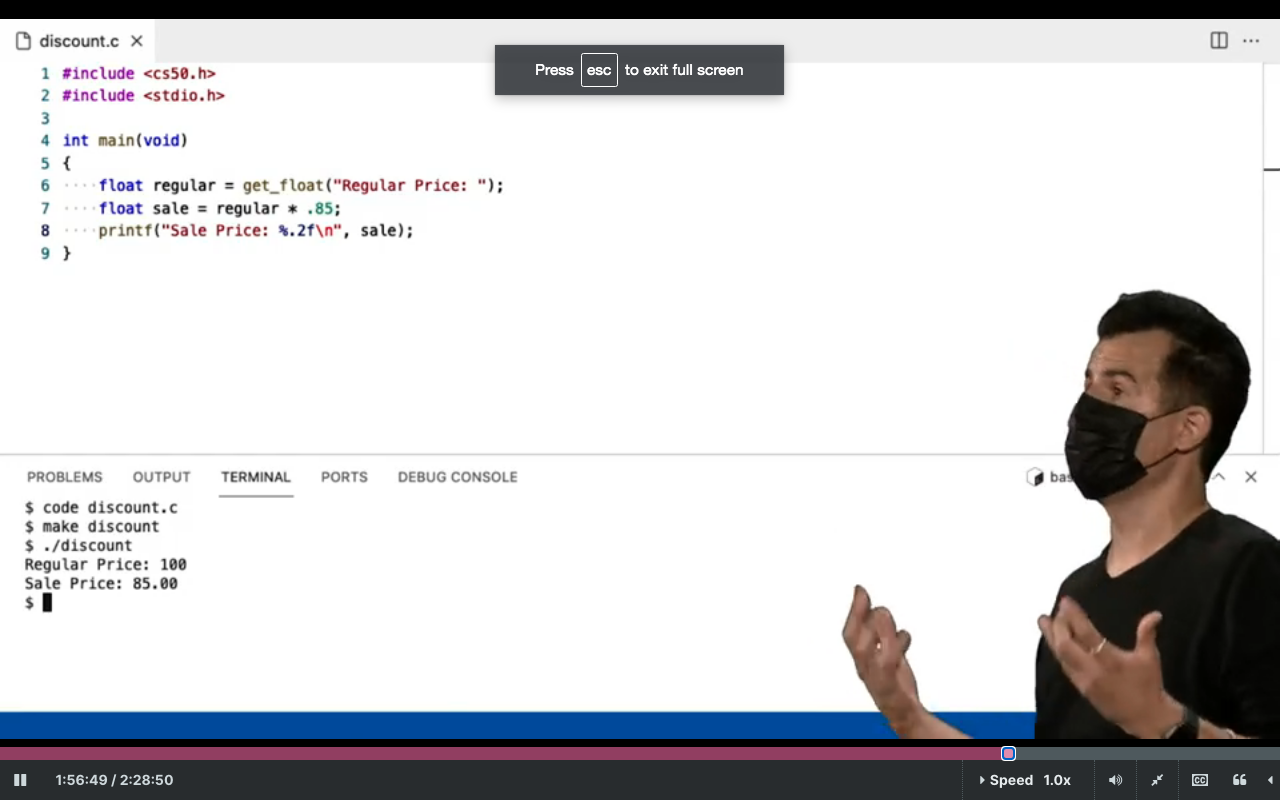 discount.c
Press esc to exit full screen
1 #include <cs50.h>
2 #include <stdio.h>
3
4 int main(void)
5 {
6 ····float regular = get_float("Regular Price: ");
7 ····float sale = regular * .85;
8 ····printf("Sale Price: %.2f\n", sale);
9 }
PROBLEMS OUTPUT TERMINAL PORTS DEBUG CONSOLE
$ code discount.c
$ make discount
$ ./discount
Regular Price: 100
Sale Price: 85.00
$
1:56:49 / 2:28:50 Speed 1.0x CC